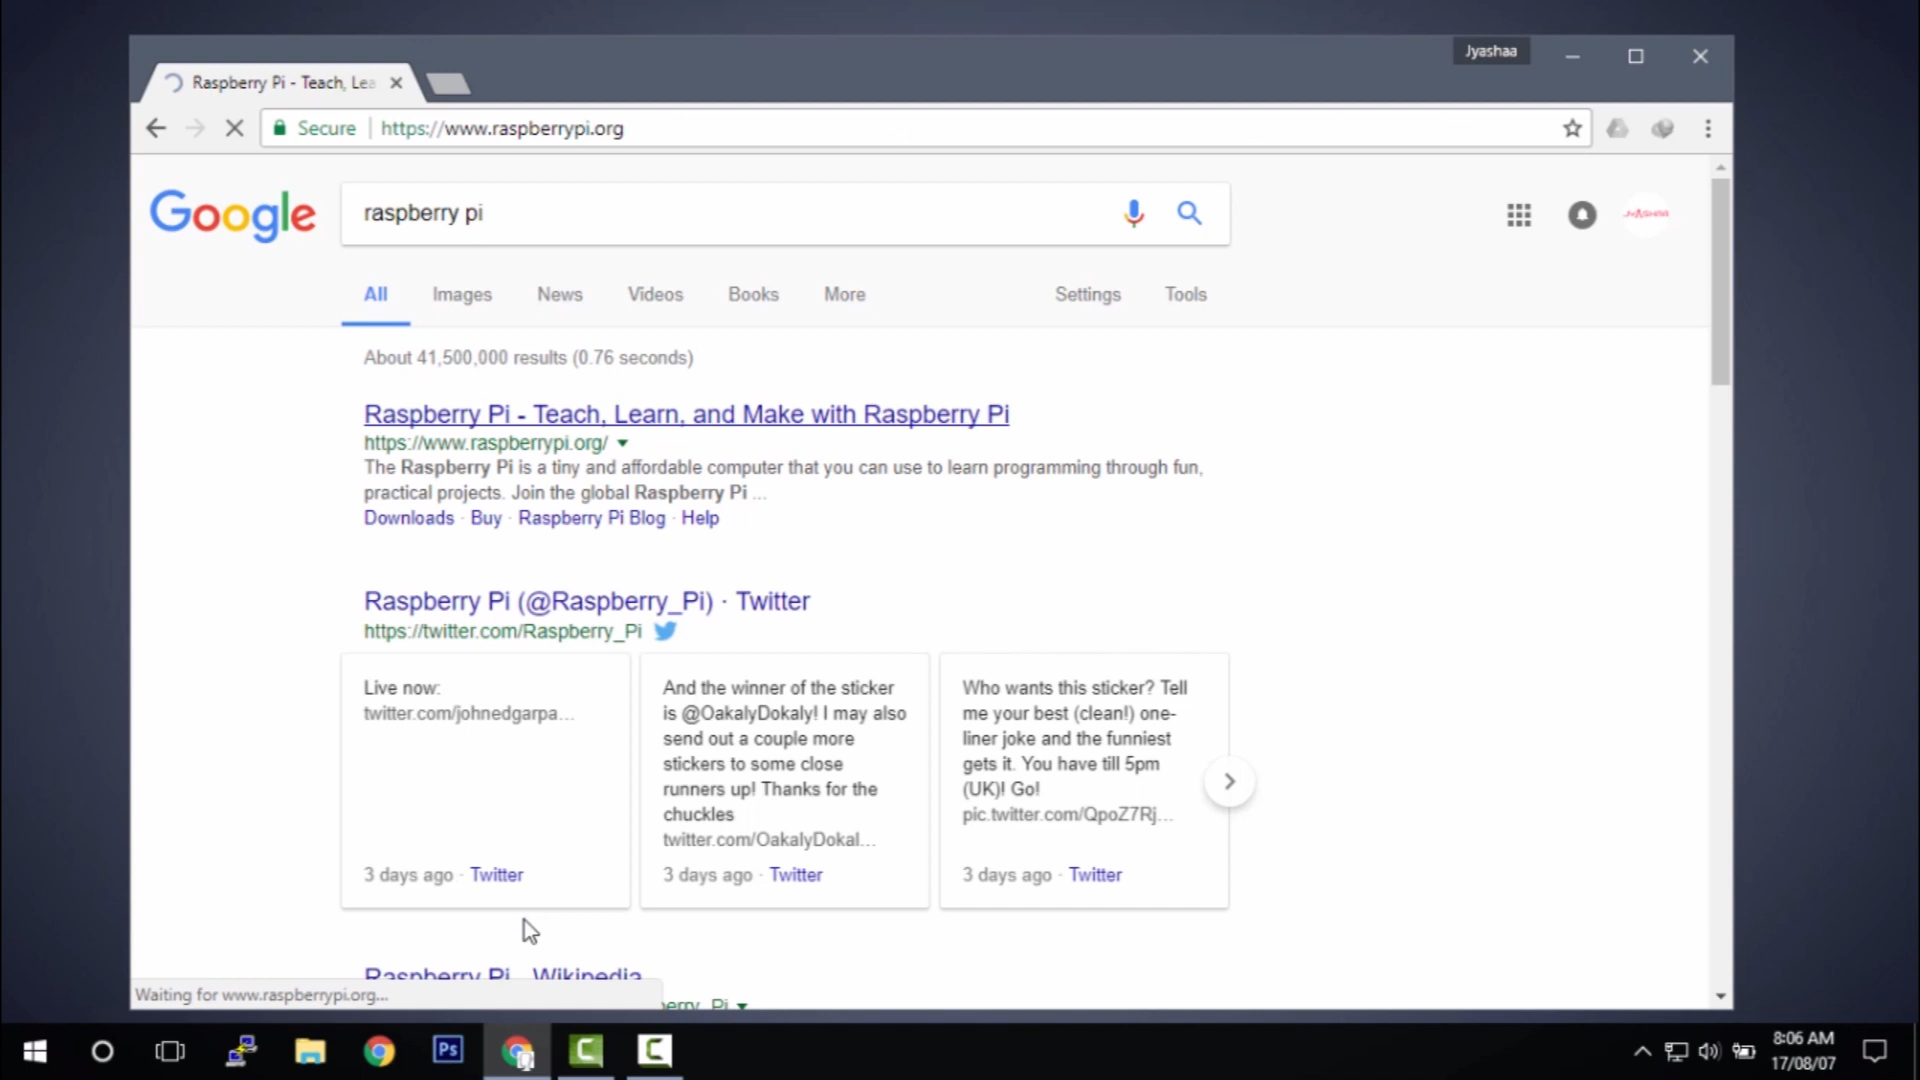 Jyashaa
Raspberry Pi - Teach, Lea
Secure
https://www.raspberrypi.org
Google
raspberry pi
JYASHAA
All
Images
News
Videos
Books
More
Settings
Tools
About 41,500,000 results (0.76 seconds)
Raspberry Pi - Teach, Learn, and Make with Raspberry Pi
https://www.raspberrypi.org/
The Raspberry Pi is a tiny and affordable computer that you can use to learn programming through fun,
practical projects. Join the global Raspberry Pi ...
Downloads · Buy · Raspberry Pi Blog · Help
Raspberry Pi (@Raspberry_Pi) · Twitter
https://twitter.com/Raspberry_Pi
Live now:
twitter.com/johnedgarpa...
3 days ago · Twitter
And the winner of the sticker
is @OakalyDokaly! I may also
send out a couple more
stickers to some close
runners up! Thanks for the
chuckles
twitter.com/OakalyDokal...
3 days ago · Twitter
Who wants this sticker? Tell
me your best (clean!) one-
liner joke and the funniest
gets it. You have till 5pm
(UK)! Go!
pic.twitter.com/QpoZ7Rj...
3 days ago · Twitter
Raspberry Pi - Wikipedia
erry_Pi
Waiting for www.raspberrypi.org...
Ps
8:06 AM
17/08/07